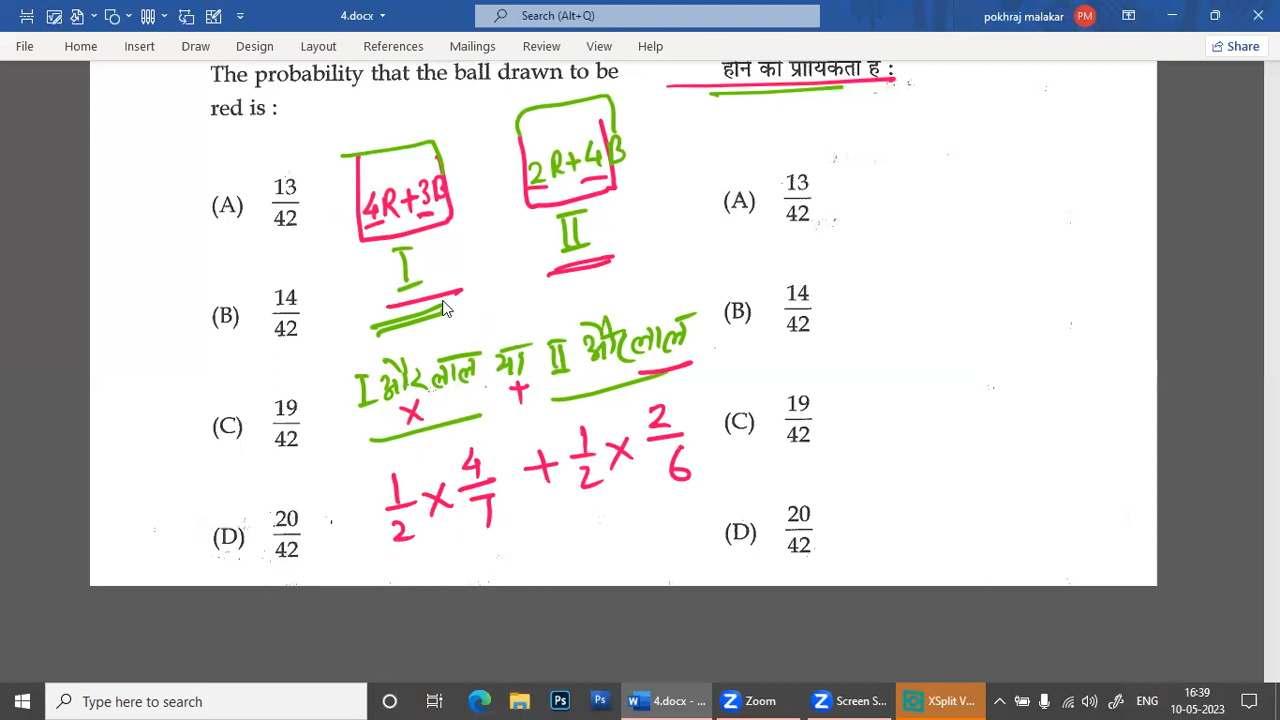 4.docx
Search (Alt+Q)
pokhraj malakar PM
File Home Insert Draw Design Layout References Mailings Review View Help Share
The probability that the ball drawn to be
red is :
होने की प्रायिकता है :
4R+3B
I
2R+4B
II
(A) 13/42
(B) 14/42
(C) 19/42
(D) 20/42
I और लाल या II और लाल
× +
1/2 × 4/7 + 1/2 × 2/6
(A) 13/42
(B) 14/42
(C) 19/42
(D) 20/42
Type here to search
4.docx - ...
Zoom
Screen S...
XSplit V...
ENG
16:39
10-05-2023